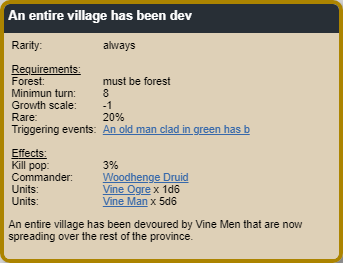 An entire village has been dev
Rarity: always
Requirements:
Forest: must be forest
Minimun turn: 8
Growth scale: -1
Rare: 20%
Triggering events: An old man clad in green has b
Effects:
Kill pop: 3%
Commander: Woodhenge Druid
Units: Vine Ogre x 1d6
Units: Vine Man x 5d6
An entire village has been devoured by Vine Men that are now
spreading over the rest of the province.